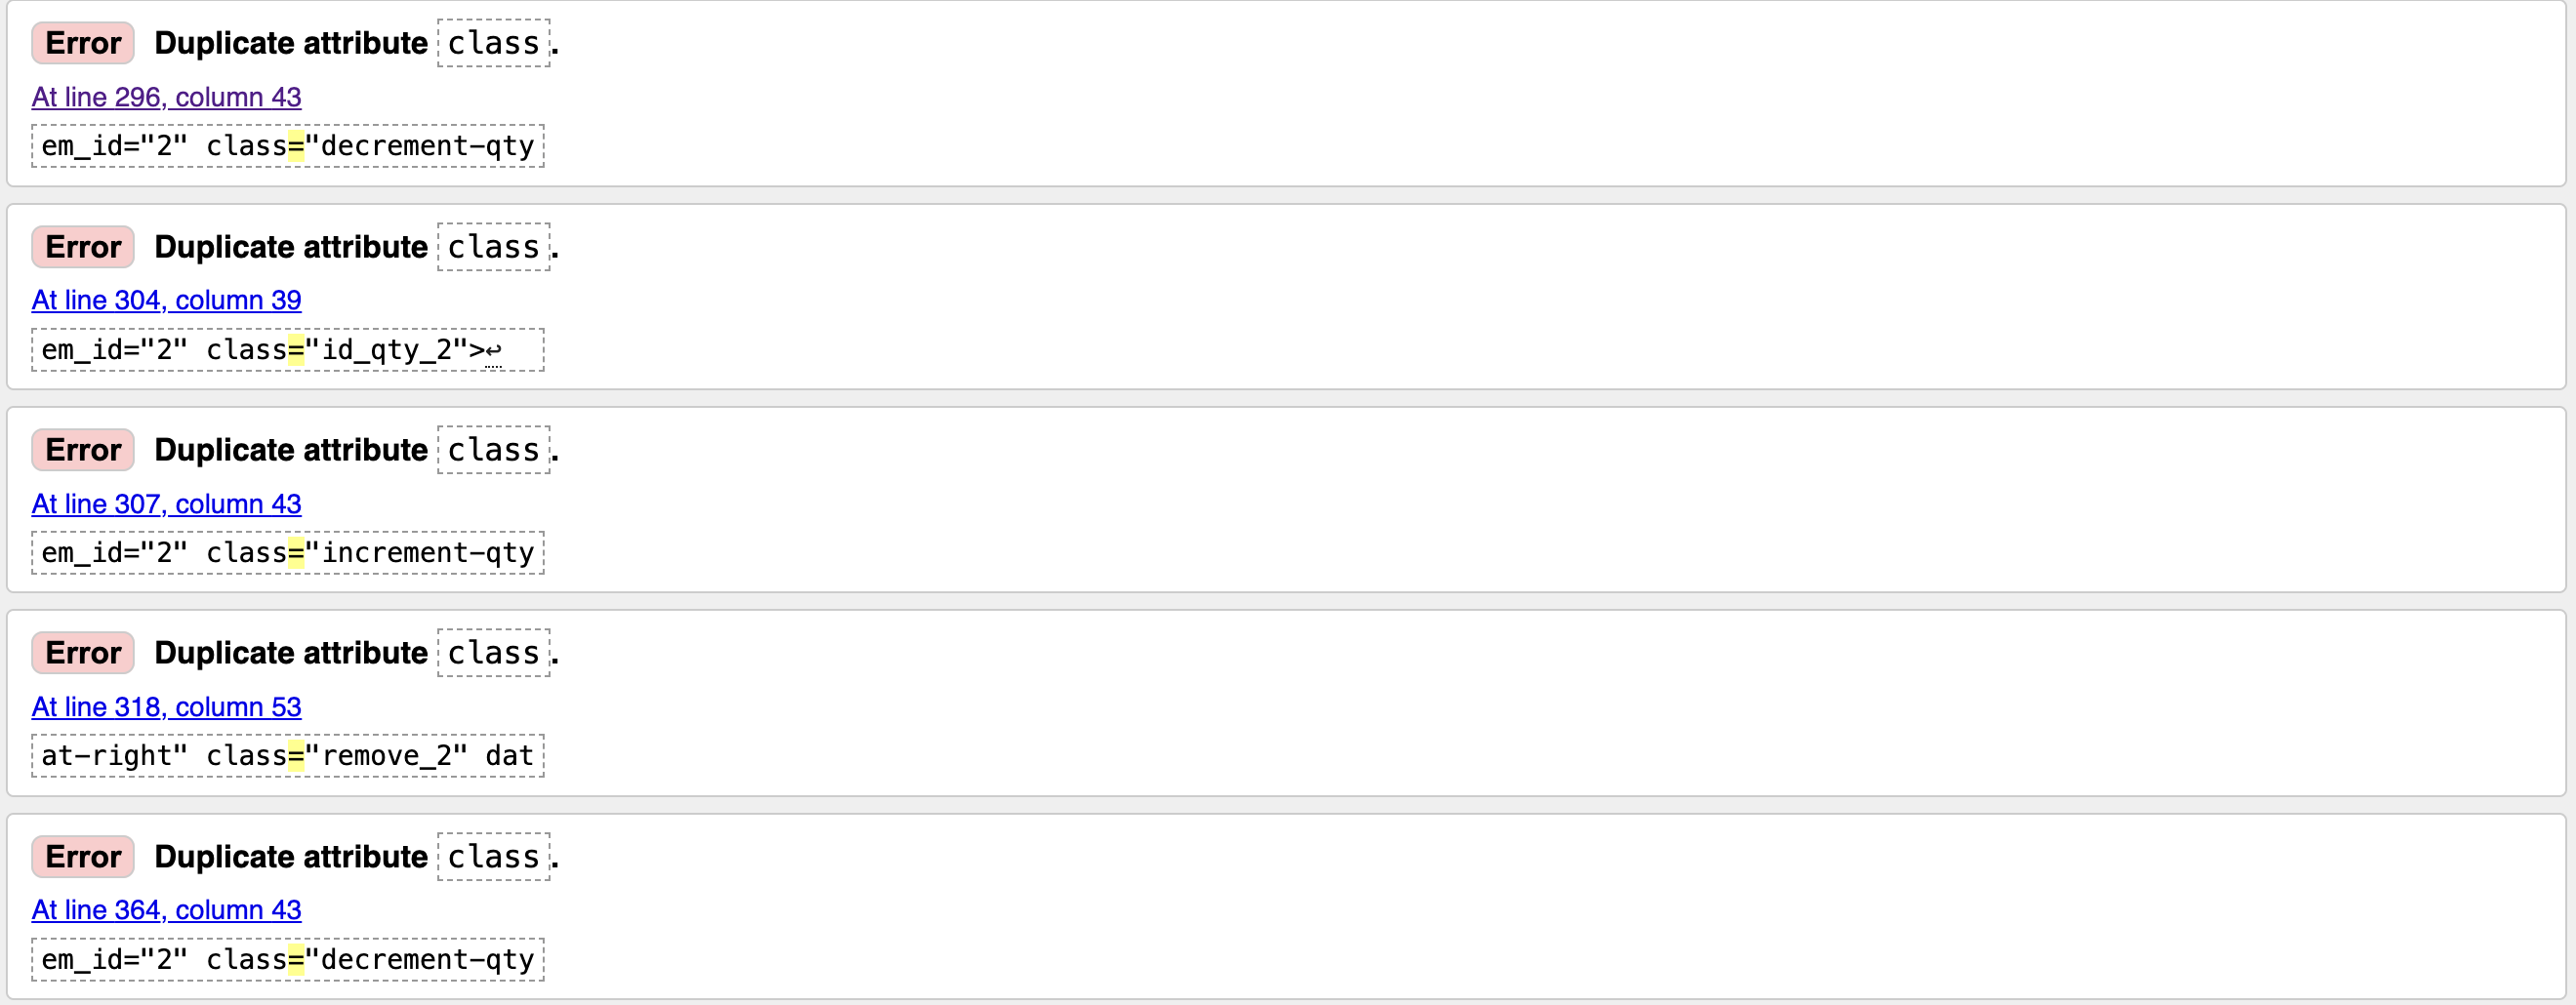 Error Duplicate attribute class.
At line 296, column 43
em_id="2" class="decrement-qty
Error Duplicate attribute class.
At line 304, column 39
em_id="2" class="id_qty_2">↩
Error Duplicate attribute class.
At line 307, column 43
em_id="2" class="increment-qty
Error Duplicate attribute class.
At line 318, column 53
at-right" class="remove_2" dat
Error Duplicate attribute class.
At line 364, column 43
em_id="2" class="decrement-qty